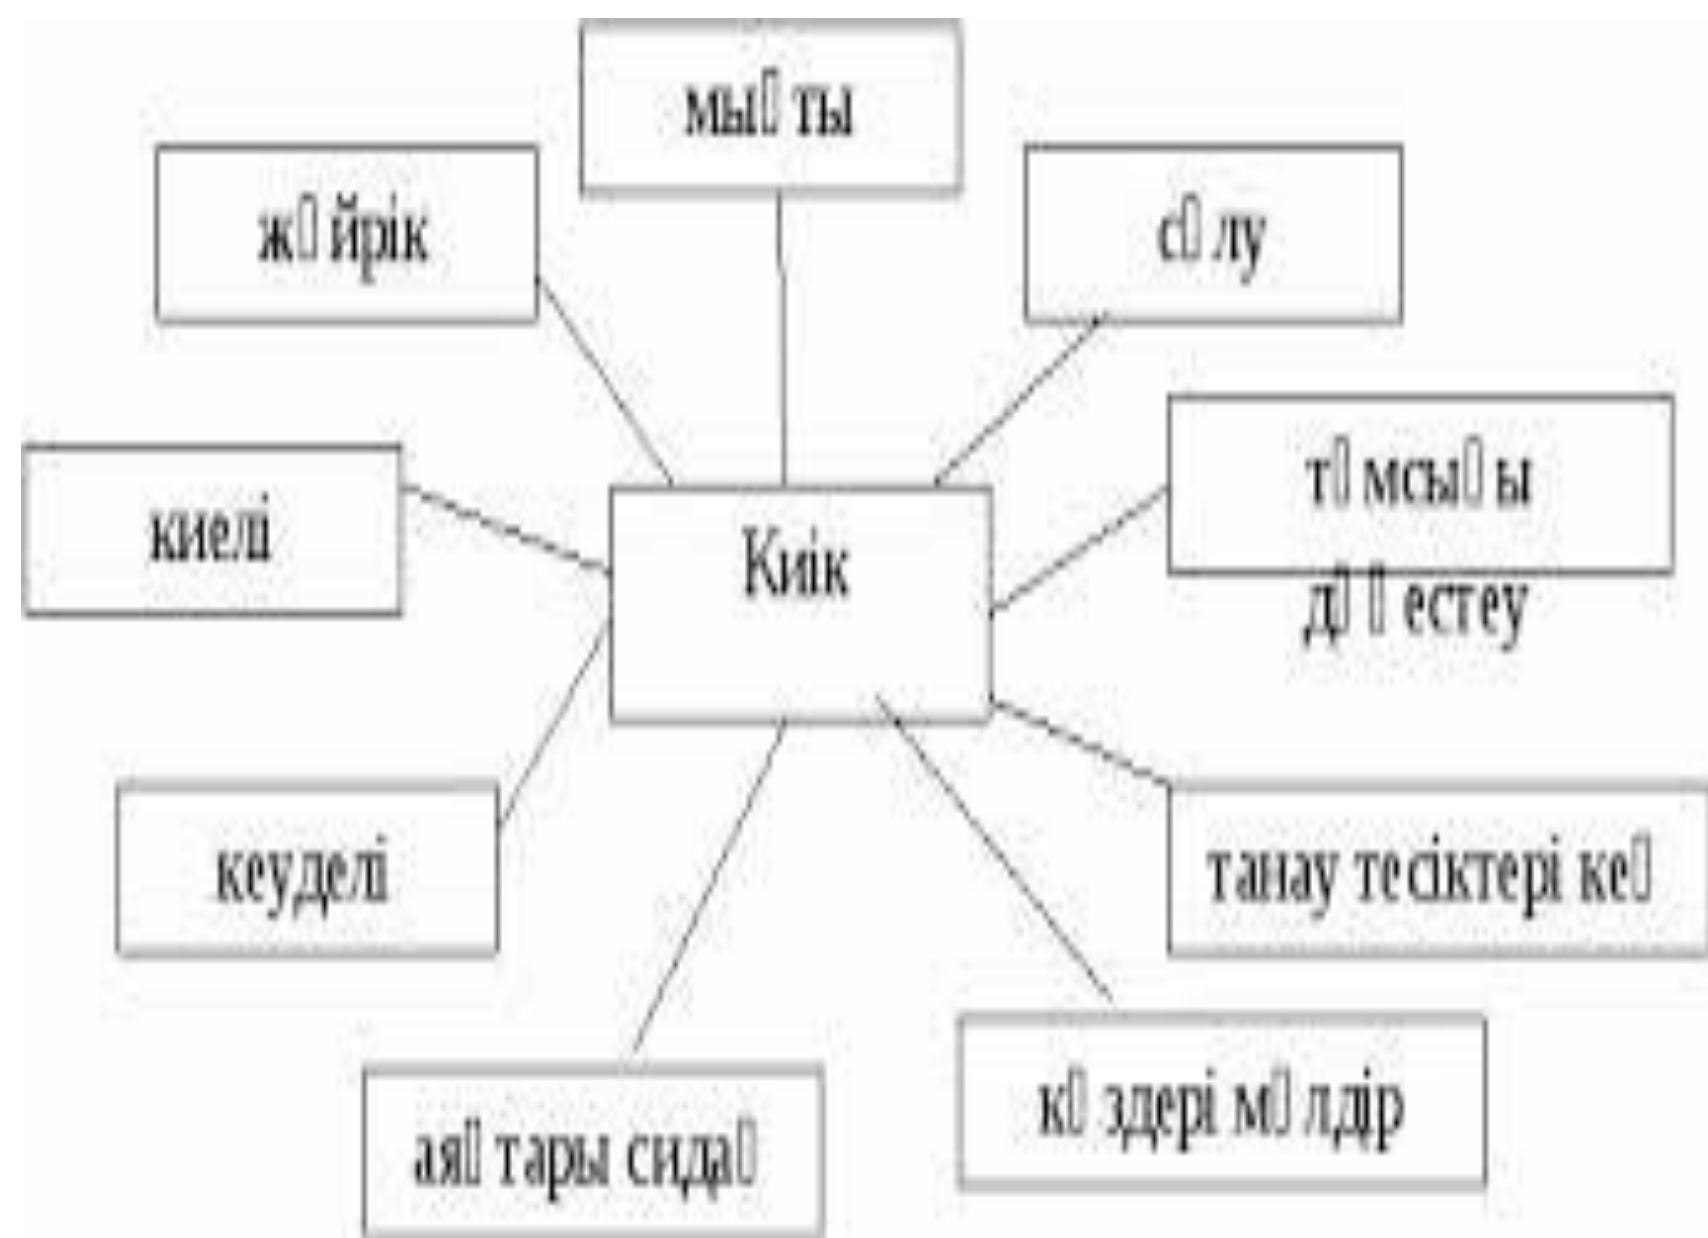 мы▯ты
ж▯йрік
с▯лу
т▯мсы▯ы
д▯▯естеу
киелі
Киік
кеуделі
танау тесіктері ке▯
к▯здері м▯лдір
ая▯тары сида▯